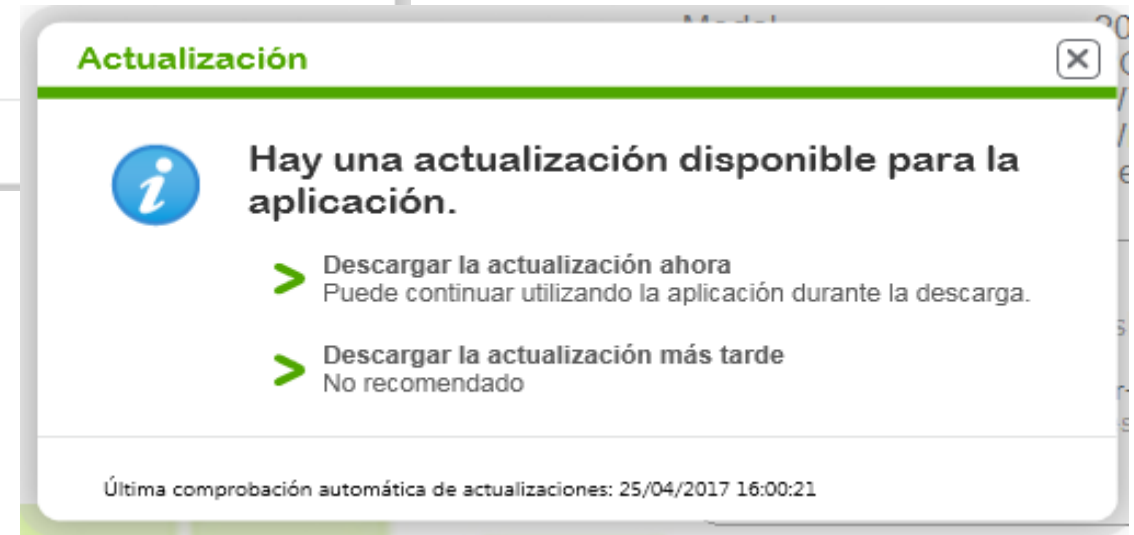 Actualización
Hay una actualización disponible para la
aplicación.
Descargar la actualización ahora
Puede continuar utilizando la aplicación durante la descarga.
Descargar la actualización más tarde
No recomendado
Última comprobación automática de actualizaciones: 25/04/2017 16:00:21